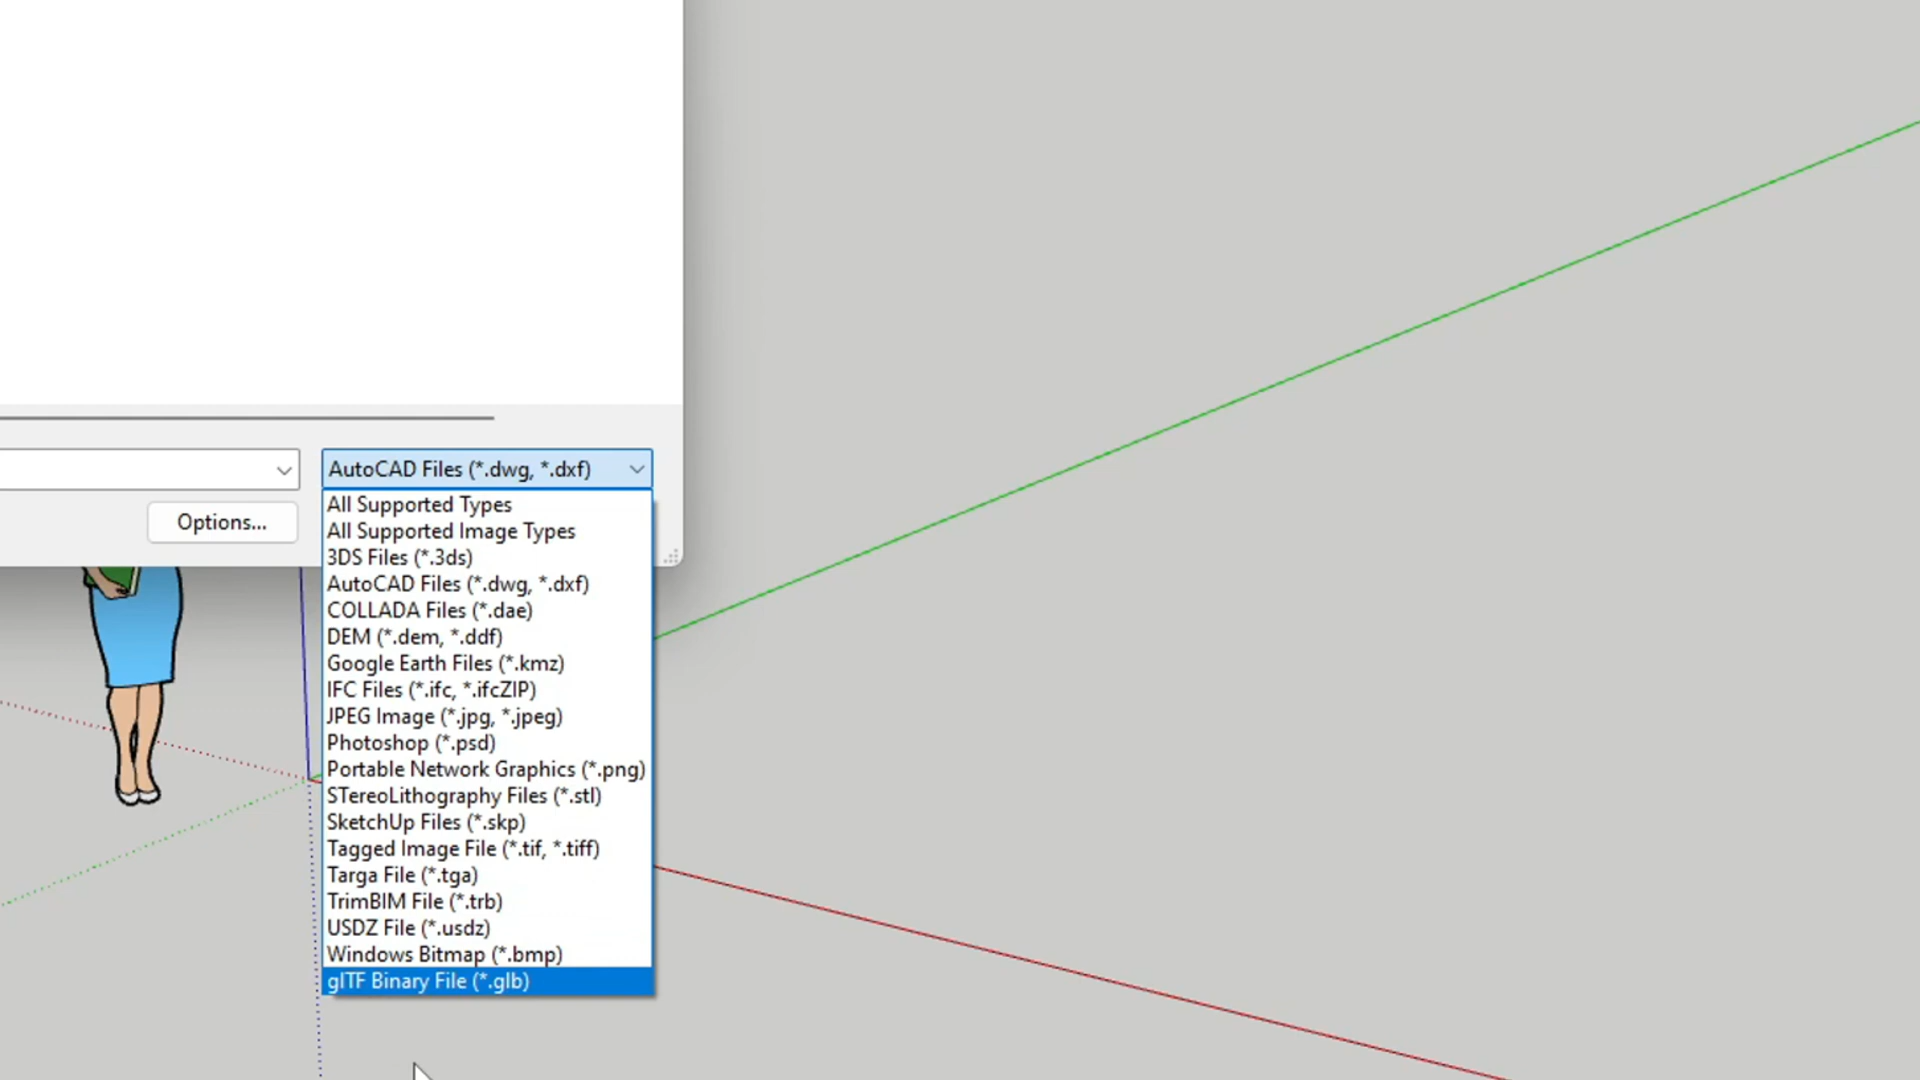 AutoCAD Files (*.dwg, *.dxf)
Options...
All Supported Types
All Supported Image Types
3DS Files (*.3ds)
AutoCAD Files (*.dwg, *.dxf)
COLLADA Files (*.dae)
DEM (*.dem, *.ddf)
Google Earth Files (*.kmz)
IFC Files (*.ifc, *.ifcZIP)
JPEG Image (*.jpg, *.jpeg)
Photoshop (*.psd)
Portable Network Graphics (*.png)
STereoLithography Files (*.stl)
SketchUp Files (*.skp)
Tagged Image File (*.tif, *.tiff)
Targa File (*.tga)
TrimBIM File (*.trb)
USDZ File (*.usdz)
Windows Bitmap (*.bmp)
glTF Binary File (*.glb)